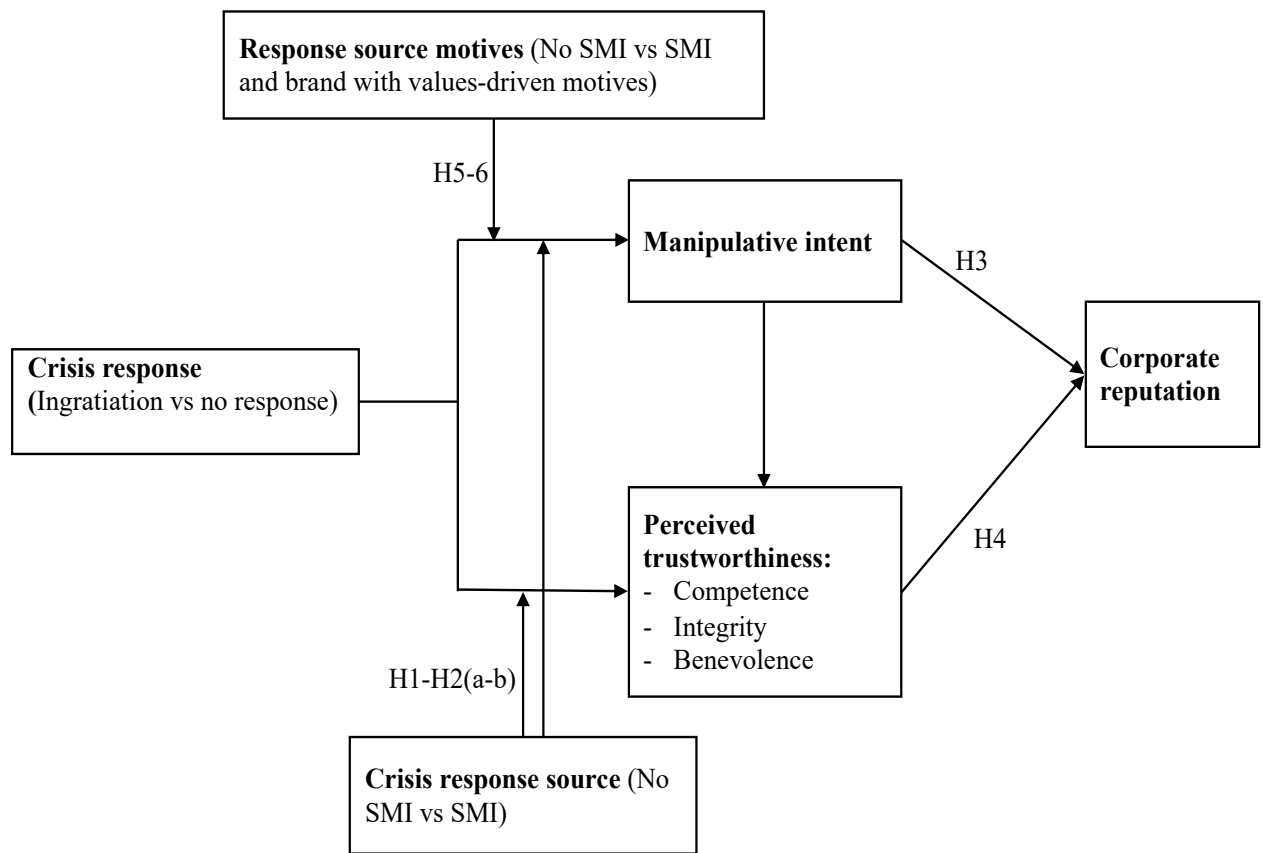 Response source motives (No SMI vs SMI
and brand with values-driven motives)
H5-6
Manipulative intent
H3
Corporate
reputation
Crisis response
(Ingratiation vs no response)
Perceived
trustworthiness:
- Competence
- Integrity
- Benevolence
H4
H1-H2(a-b)
Crisis response source (No
SMI vs SMI)